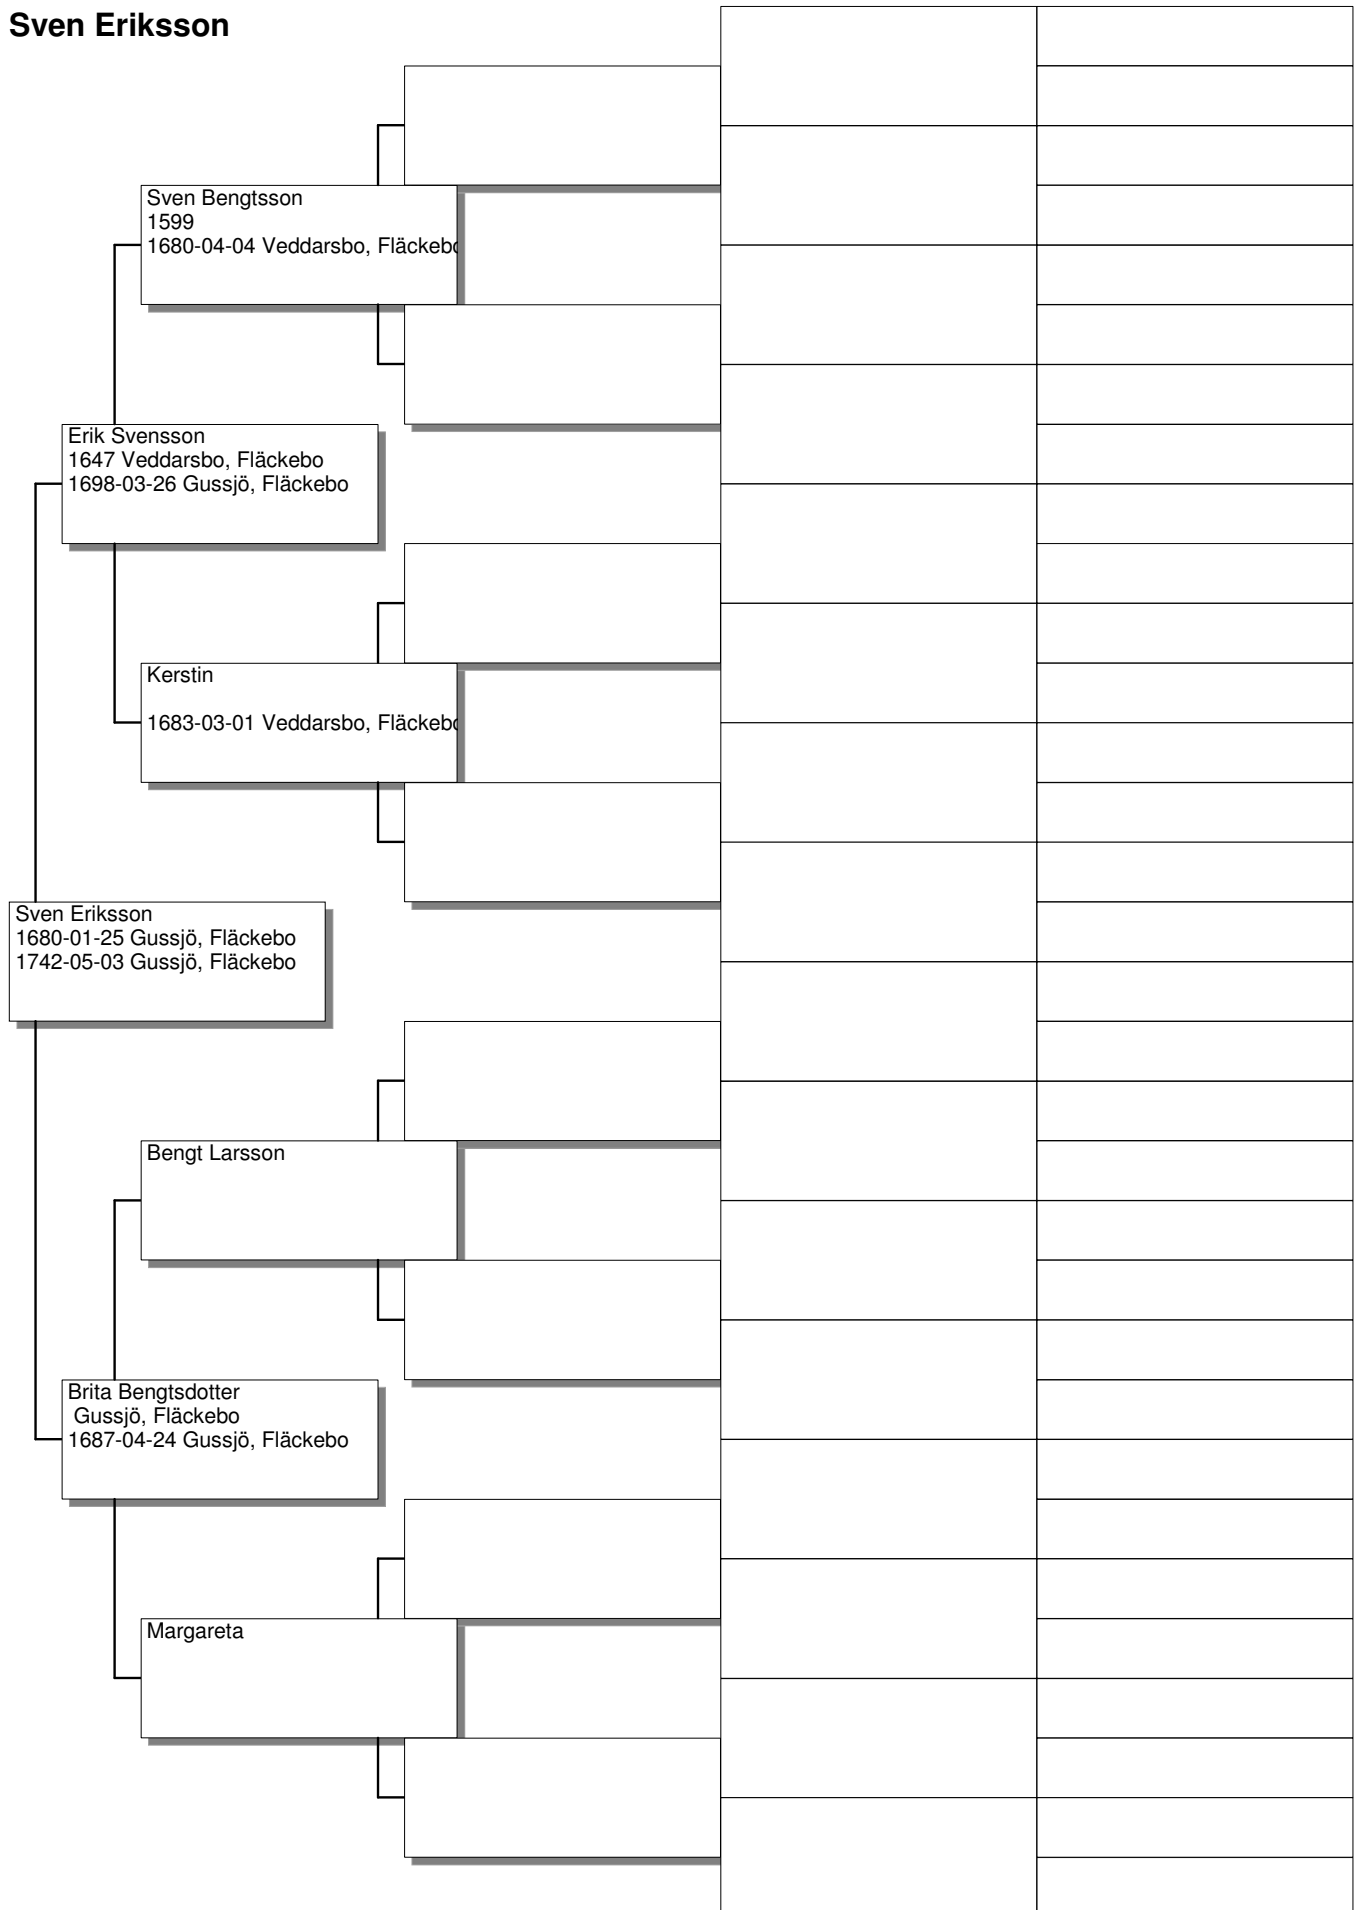 Sven Eriksson
Sven Bengtsson
1599
1680-04-04 Veddarsbo, Fläckebo
Erik Svensson
1647 Veddarsbo, Fläckebo
1698-03-26 Gussjö, Fläckebo
Kerstin
1683-03-01 Veddarsbo, Fläckebo
Sven Eriksson
1680-01-25 Gussjö, Fläckebo
1742-05-03 Gussjö, Fläckebo
Bengt Larsson
Brita Bengtsdotter
Gussjö, Fläckebo
1687-04-24 Gussjö, Fläckebo
Margareta